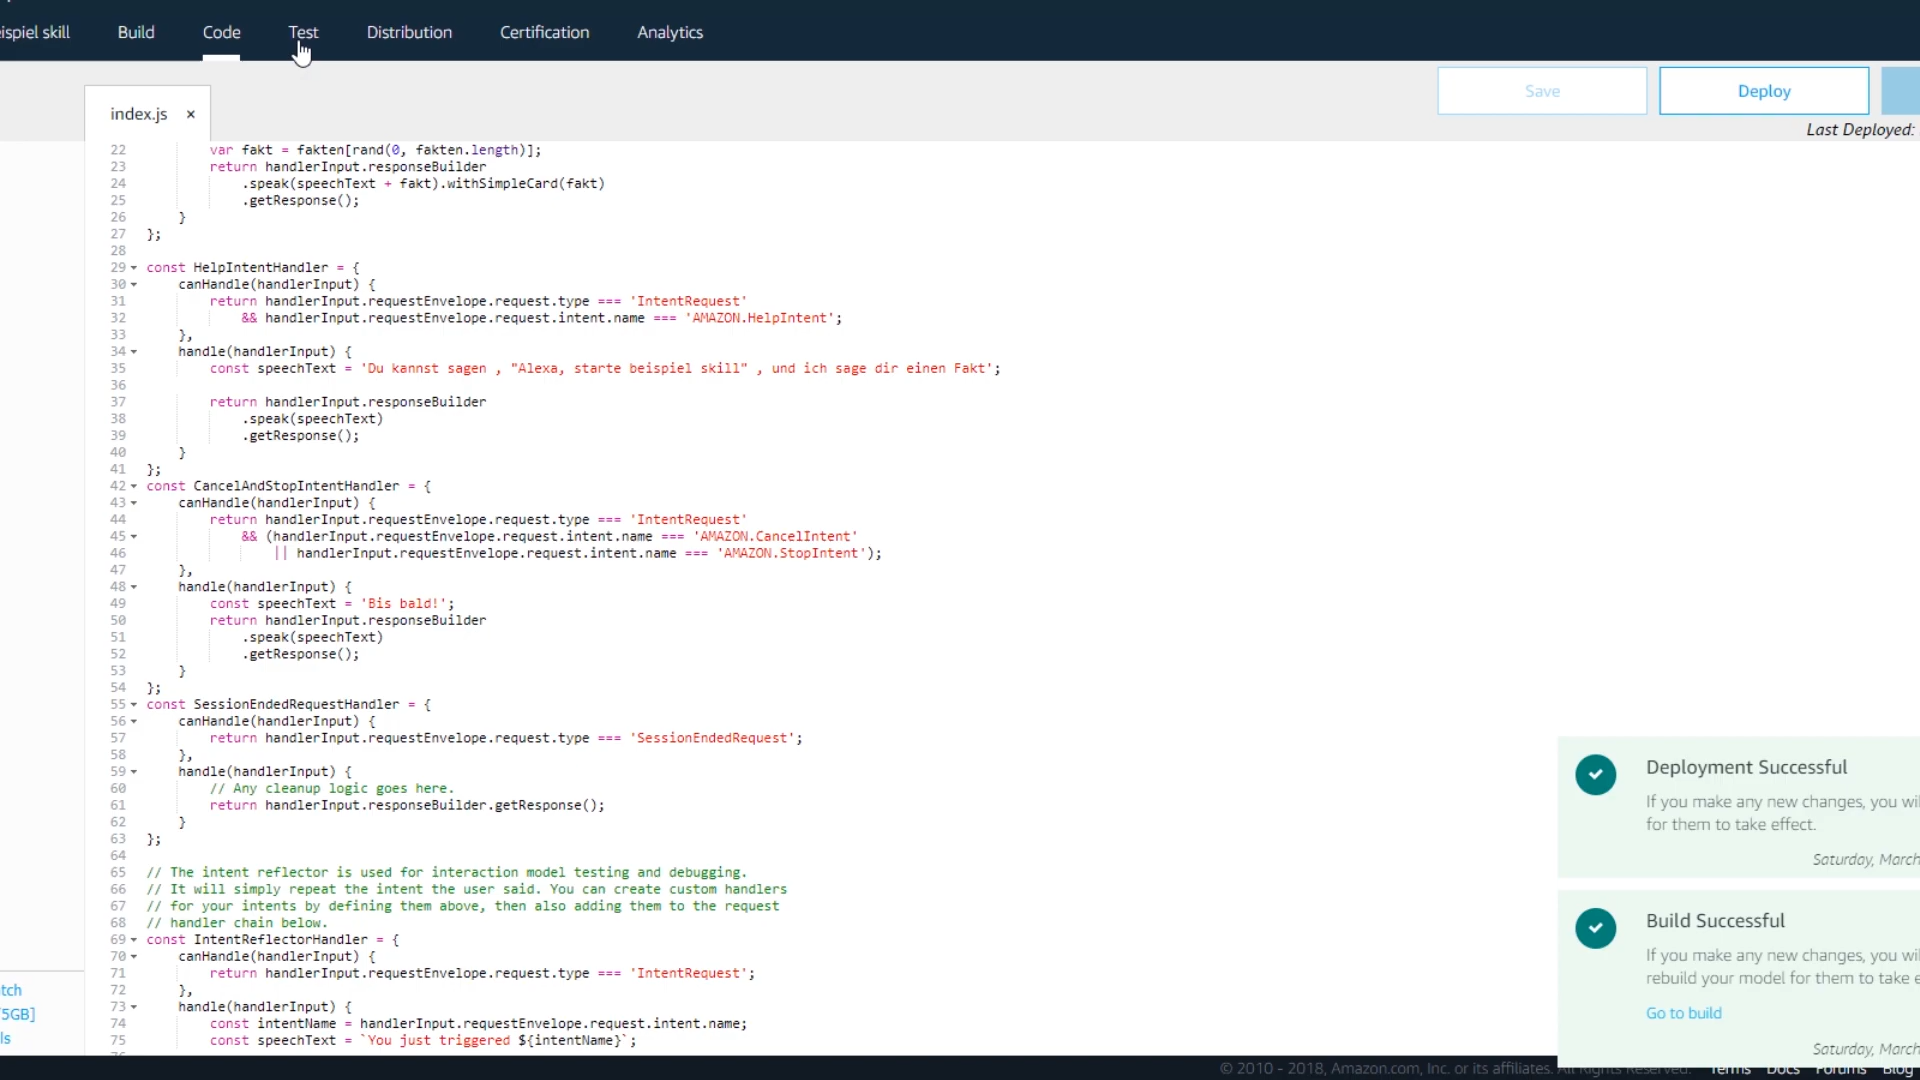 ispiel skill Build Code Test Distribution Certification Analytics
Save Deploy
index.js ×
Last Deployed:
22 var fakt = fakten[rand(0, fakten.length)];
23 return handlerInput.responseBuilder
24 .speak(speechText + fakt).withSimpleCard(fakt)
25 .getResponse();
26 }
27 };
28
29 const HelpIntentHandler = {
30 canHandle(handlerInput) {
31 return handlerInput.requestEnvelope.request.type === 'IntentRequest'
32 && handlerInput.requestEnvelope.request.intent.name === 'AMAZON.HelpIntent';
33 },
34 handle(handlerInput) {
35 const speechText = 'Du kannst sagen , "Alexa, starte beispiel skill" , und ich sage dir einen Fakt';
36
37 return handlerInput.responseBuilder
38 .speak(speechText)
39 .getResponse();
40 }
41 };
42 const CancelAndStopIntentHandler = {
43 canHandle(handlerInput) {
44 return handlerInput.requestEnvelope.request.type === 'IntentRequest'
45 && (handlerInput.requestEnvelope.request.intent.name === 'AMAZON.CancelIntent'
46 || handlerInput.requestEnvelope.request.intent.name === 'AMAZON.StopIntent');
47 },
48 handle(handlerInput) {
49 const speechText = 'Bis bald!';
50 return handlerInput.responseBuilder
51 .speak(speechText)
52 .getResponse();
53 }
54 };
55 const SessionEndedRequestHandler = {
56 canHandle(handlerInput) {
57 return handlerInput.requestEnvelope.request.type === 'SessionEndedRequest';
58 },
59 handle(handlerInput) {
60 // Any cleanup logic goes here.
61 return handlerInput.responseBuilder.getResponse();
62 }
63 };
64
65 // The intent reflector is used for interaction model testing and debugging.
66 // It will simply repeat the intent the user said. You can create custom handlers
67 // for your intents by defining them above, then also adding them to the request
68 // handler chain below.
69 const IntentReflectorHandler = {
70 canHandle(handlerInput) {
71 return handlerInput.requestEnvelope.request.type === 'IntentRequest';
72 },
73 handle(handlerInput) {
74 const intentName = handlerInput.requestEnvelope.request.intent.name;
75 const speechText = `You just triggered ${intentName}`;
tch
5GB]
ls
Deployment Successful
If you make any new changes, you wil
for them to take effect.
Saturday, March
Build Successful
If you make any new changes, you wil
rebuild your model for them to take e
Go to build
Saturday, March
© 2010 - 2018, Amazon.com, Inc. or its affiliates. All Rights Reserved. Terms Docs Forums Blog